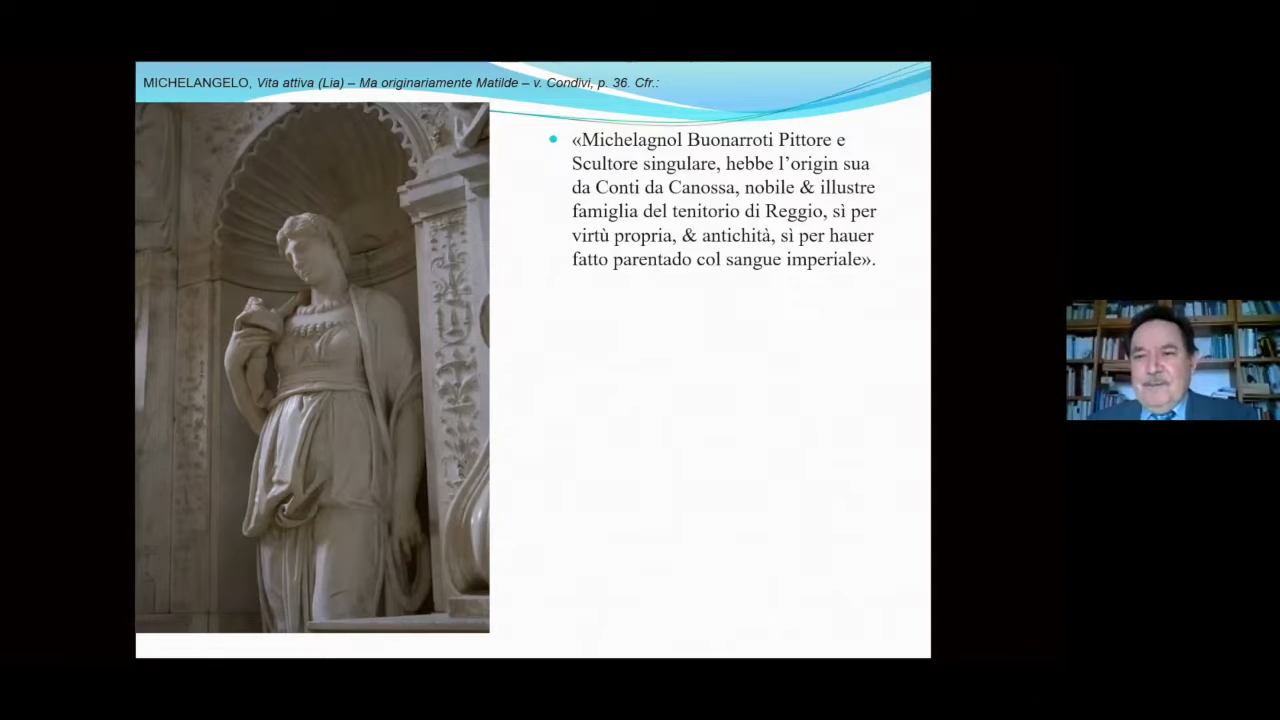 MICHELANGELO, Vita attiva (Lia) – Ma originariamente Matilde – v. Condivi, p. 36. Cfr.:
«Michelagnol Buonarroti Pittore e
Scultore singulare, hebbe l’origin sua
da Conti da Canossa, nobile & illustre
famiglia del tenitorio di Reggio, sì per
virtù propria, & antichità, sì per hauer
fatto parentado col sangue imperiale».